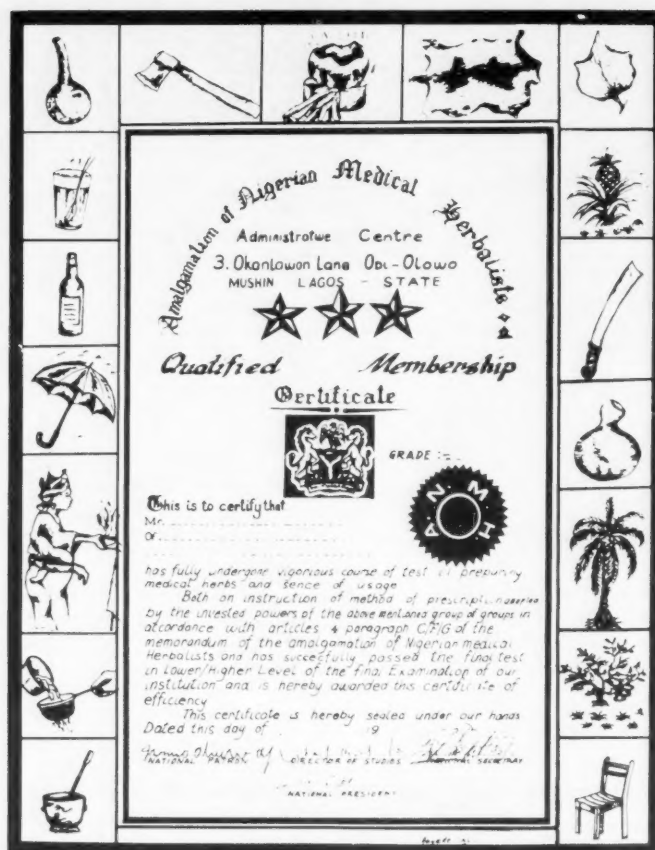 Amalgamation of Nigerian Medical Herbalists
Administrative Centre
3. Okanlawon Lane Odi-Olowo
MUSHIN LAGOS - STATE
Qualified Membership
Certificate
GRADE :-
ANMH
This is to certify that
Mr.
Of
has fully undergone vigorious course of test of preparing
medical herbs and sence of usage
Both on instruction of method of prescription
by the invested powers of the above mentioned group of groups in
accordance with articles 4 paragraph C/F/G of the
memorandum of the amalgamation of Nigerian medical
Herbalists and has succesfully passed the final test
in Lower/Higher Level of the final Examination of our
institution and is hereby awarded this certificate of
efficiency
This certificate is hereby sealed under our hands
Dated this day of 19
NATIONAL PATRON DIRECTOR OF STUDIES SECRETARY
NATIONAL PRESIDENT